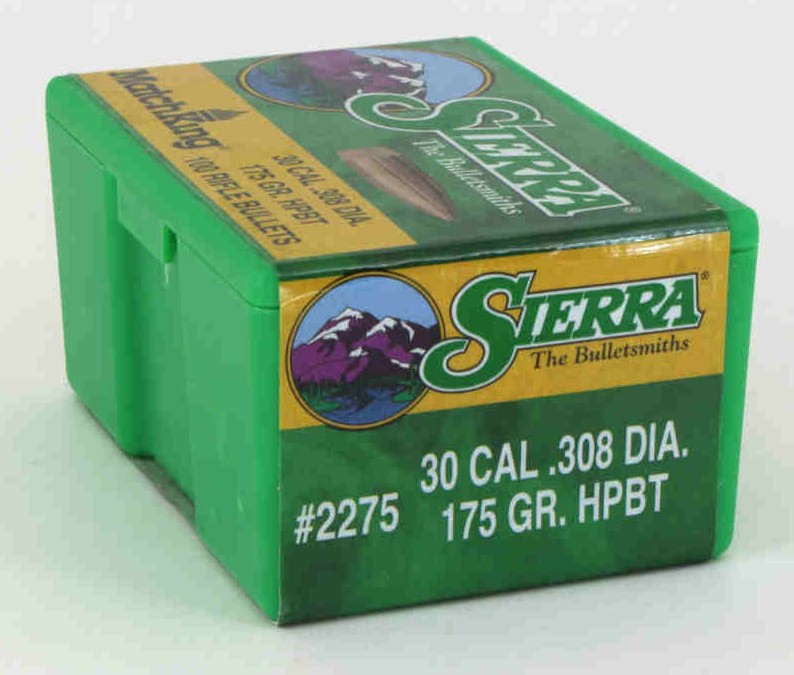 MatchKing
30 CAL .308 DIA.
175 GR. HPBT
100 RIFLE BULLETS
SIERRA®
The Bulletsmiths
SIERRA®
The Bulletsmiths
30 CAL .308 DIA.
#2275 175 GR. HPBT